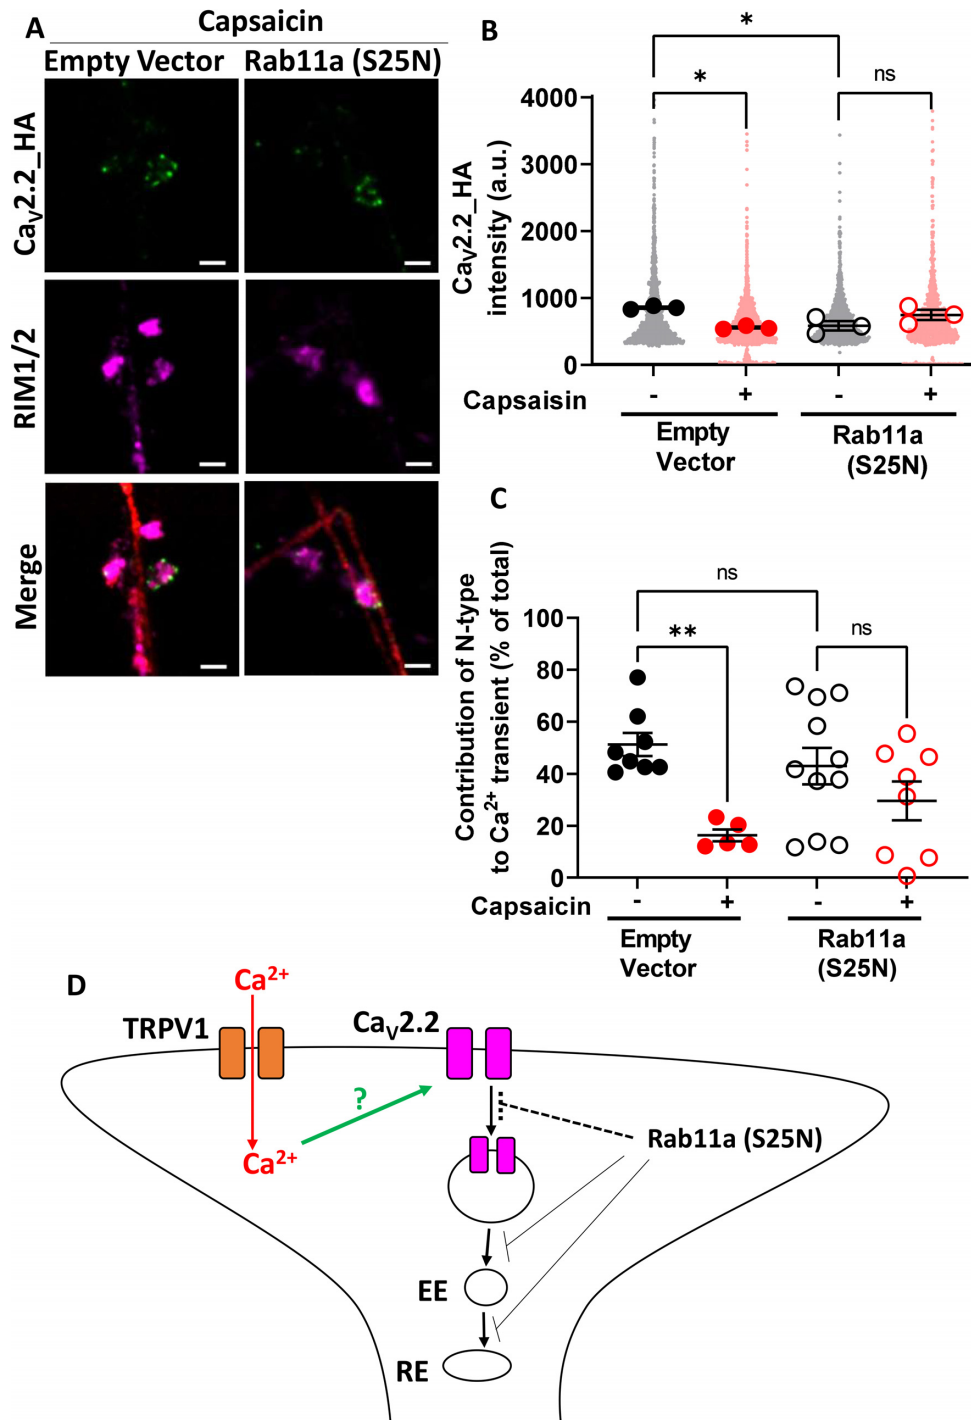 A
Capsaicin
Empty Vector Rab11a (S25N)
CaV2.2_HA
RIM1/2
Merge
B
*
*
ns
CaV2.2_HA
intensity (a.u.)
4000
3000
2000
1000
0
Capsaisin - + - +
Empty
Vector
Rab11a
(S25N)
C
ns
**
ns
Contribution of N-type
to Ca2+ transient (% of total)
100
80
60
40
20
0
Capsaicin - + - +
Empty
Vector
Rab11a
(S25N)
D
Ca2+
TRPV1
CaV2.2
?
Ca2+
Rab11a (S25N)
EE
RE